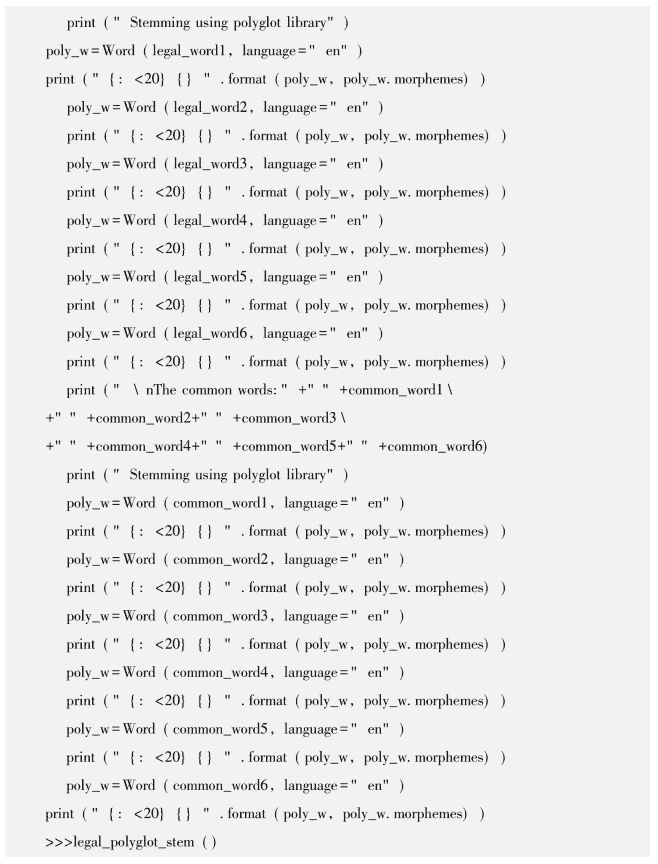 print (" Stemming using polyglot library" )
poly_w=Word ( legal_word1, language=" en" )
print (" {: <20} {} " .format ( poly_w, poly_w. morphemes) )
poly_w=Word ( legal_word2, language=" en" )
print (" {: <20} {} " .format ( poly_w, poly_w. morphemes) )
poly_w=Word ( legal_word3, language=" en" )
print (" {: <20} {} " .format ( poly_w, poly_w. morphemes) )
poly_w=Word ( legal_word4, language=" en" )
print (" {: <20} {} " .format ( poly_w, poly_w. morphemes) )
poly_w=Word ( legal_word5, language=" en" )
print (" {: <20} {} " .format ( poly_w, poly_w. morphemes) )
poly_w=Word ( legal_word6, language=" en" )
print (" {: <20} {} " .format ( poly_w, poly_w. morphemes) )
print (" \ nThe common words: " +" " +common_word1 \
+" " +common_word2+" " +common_word3 \
+" " +common_word4+" " +common_word5+" " +common_word6)
print (" Stemming using polyglot library" )
poly_w=Word ( common_word1, language=" en" )
print (" {: <20} {} " .format ( poly_w, poly_w. morphemes) )
poly_w=Word ( common_word2, language=" en" )
print (" {: <20} {} " .format ( poly_w, poly_w. morphemes) )
poly_w=Word ( common_word3, language=" en" )
print (" {: <20} {} " .format ( poly_w, poly_w. morphemes) )
poly_w=Word ( common_word4, language=" en" )
print (" {: <20} {} " .format ( poly_w, poly_w. morphemes) )
poly_w=Word ( common_word5, language=" en" )
print (" {: <20} {} " .format ( poly_w, poly_w. morphemes) )
poly_w=Word ( common_word6, language=" en" )
print (" {: <20} {} " .format ( poly_w, poly_w. morphemes) )
>>>legal_polyglot_stem ()